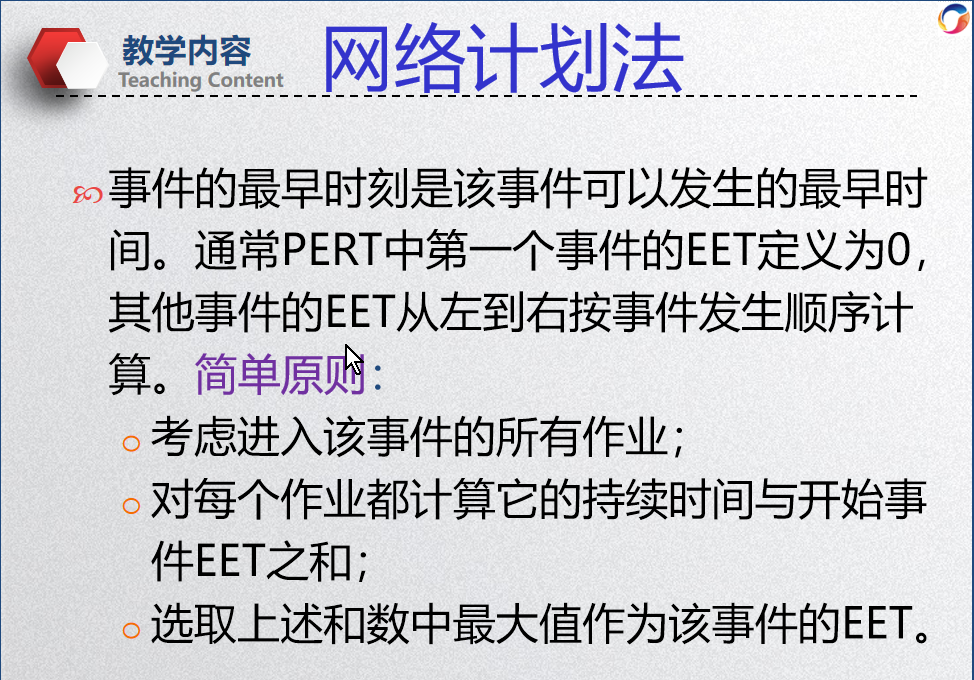 教学内容
Teaching Content
网络计划法
事件的最早时刻是该事件可以发生的最早时
间。通常PERT中第一个事件的EET定义为0，
其他事件的EET从左到右按事件发生顺序计
算。简单原则：
考虑进入该事件的所有作业；
对每个作业都计算它的持续时间与开始事
件EET之和；
选取上述和数中最大值作为该事件的EET。